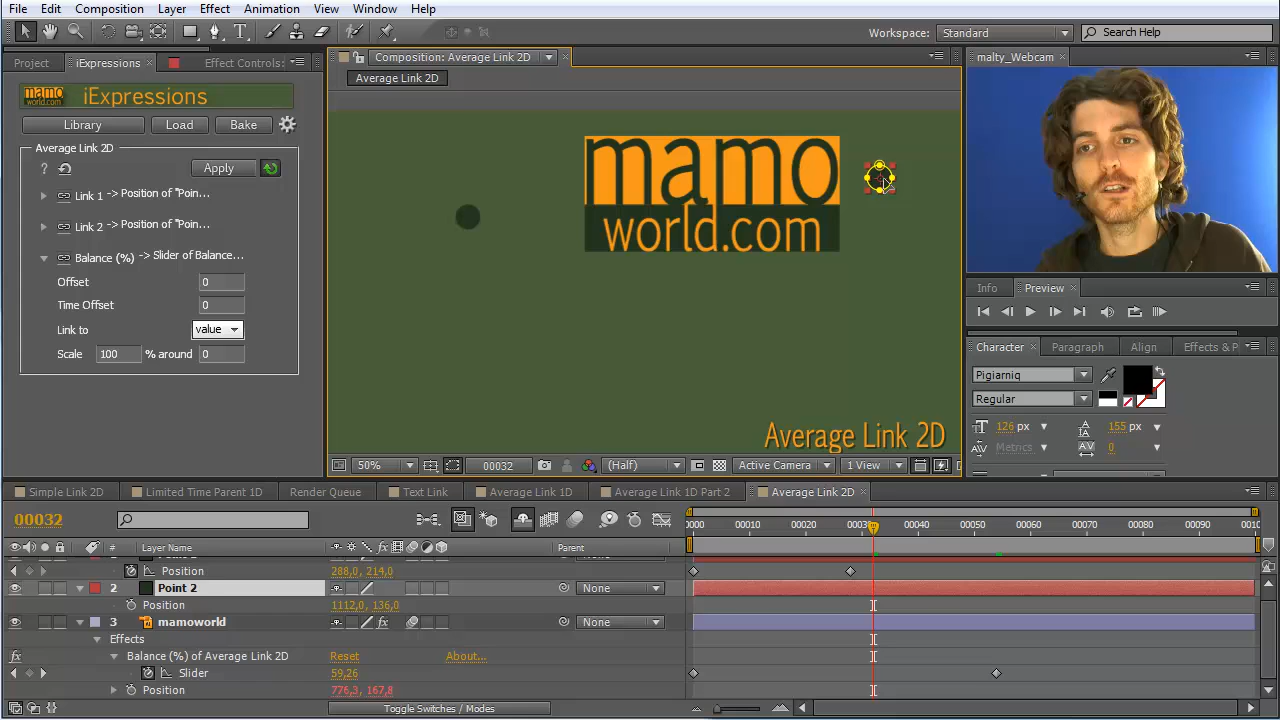 File Edit Composition Layer Effect Animation View Window Help
Workspace: Standard Search Help
Project iExpressions Effect Controls:
Composition: Average Link 2D
malty_Webcam
Average Link 2D
mamo world.com iExpressions
Library Load Bake
Average Link 2D
? Apply
Link 1 -> Position of "Poin...
Link 2 -> Position of "Poin...
Balance (%) -> Slider of Balance...
Offset 0
Time Offset 0
Link to value
Scale 100 % around 0
mamo
world.com
Average Link 2D
50% 00032 (Half) Active Camera 1 View
Info Preview
Character Paragraph Align Effects & P
Pigiarniq
Regular
126 px 155 px
Metrics 0
Simple Link 2D Limited Time Parent 1D Render Queue Text Link Average Link 1D Average Link 1D Part 2 Average Link 2D
00032
0000 00010 00020 0003 00040 00050 00060 00070 00080 00090 0010
# Layer Name Parent
Position 288,0, 214,0
2 Point 2 None
Position 1112,0, 136,0
3 mamoworld None
Effects
Balance (%) of Average Link 2D Reset About...
Slider 59,26
Position 776,3, 167,8
Toggle Switches / Modes